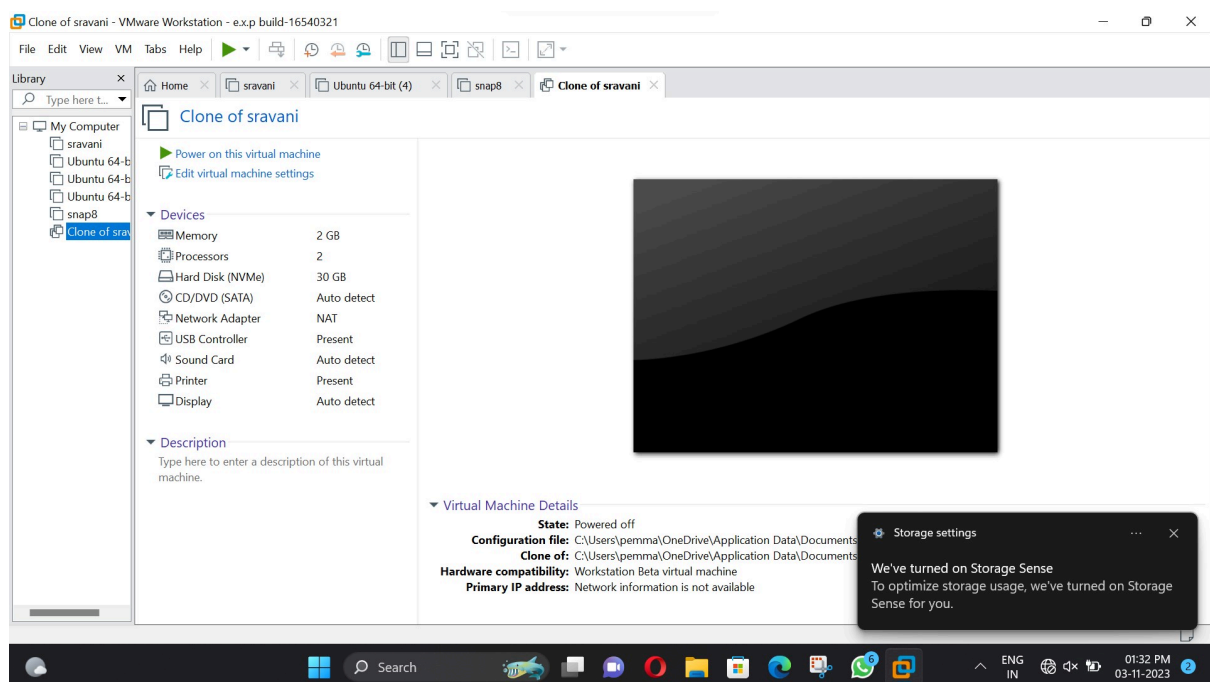 Clone of sravani - VMware Workstation - e.x.p build-16540321
File Edit View VM Tabs Help
Library
Type here t...
My Computer
sravani
Ubuntu 64-b
Ubuntu 64-b
Ubuntu 64-b
snap8
Clone of srav
Home
sravani
Ubuntu 64-bit (4)
snap8
Clone of sravani
Clone of sravani
Power on this virtual machine
Edit virtual machine settings
Devices
Memory 2 GB
Processors 2
Hard Disk (NVMe) 30 GB
CD/DVD (SATA) Auto detect
Network Adapter NAT
USB Controller Present
Sound Card Auto detect
Printer Present
Display Auto detect
Description
Type here to enter a description of this virtual
machine.
Virtual Machine Details
State: Powered off
Configuration file: C:\Users\pemma\OneDrive\Application Data\Documents
Clone of: C:\Users\pemma\OneDrive\Application Data\Documents
Hardware compatibility: Workstation Beta virtual machine
Primary IP address: Network information is not available
Storage settings
We've turned on Storage Sense
To optimize storage usage, we've turned on Storage
Sense for you.
Search
6
ENG
IN
01:32 PM
03-11-2023
2